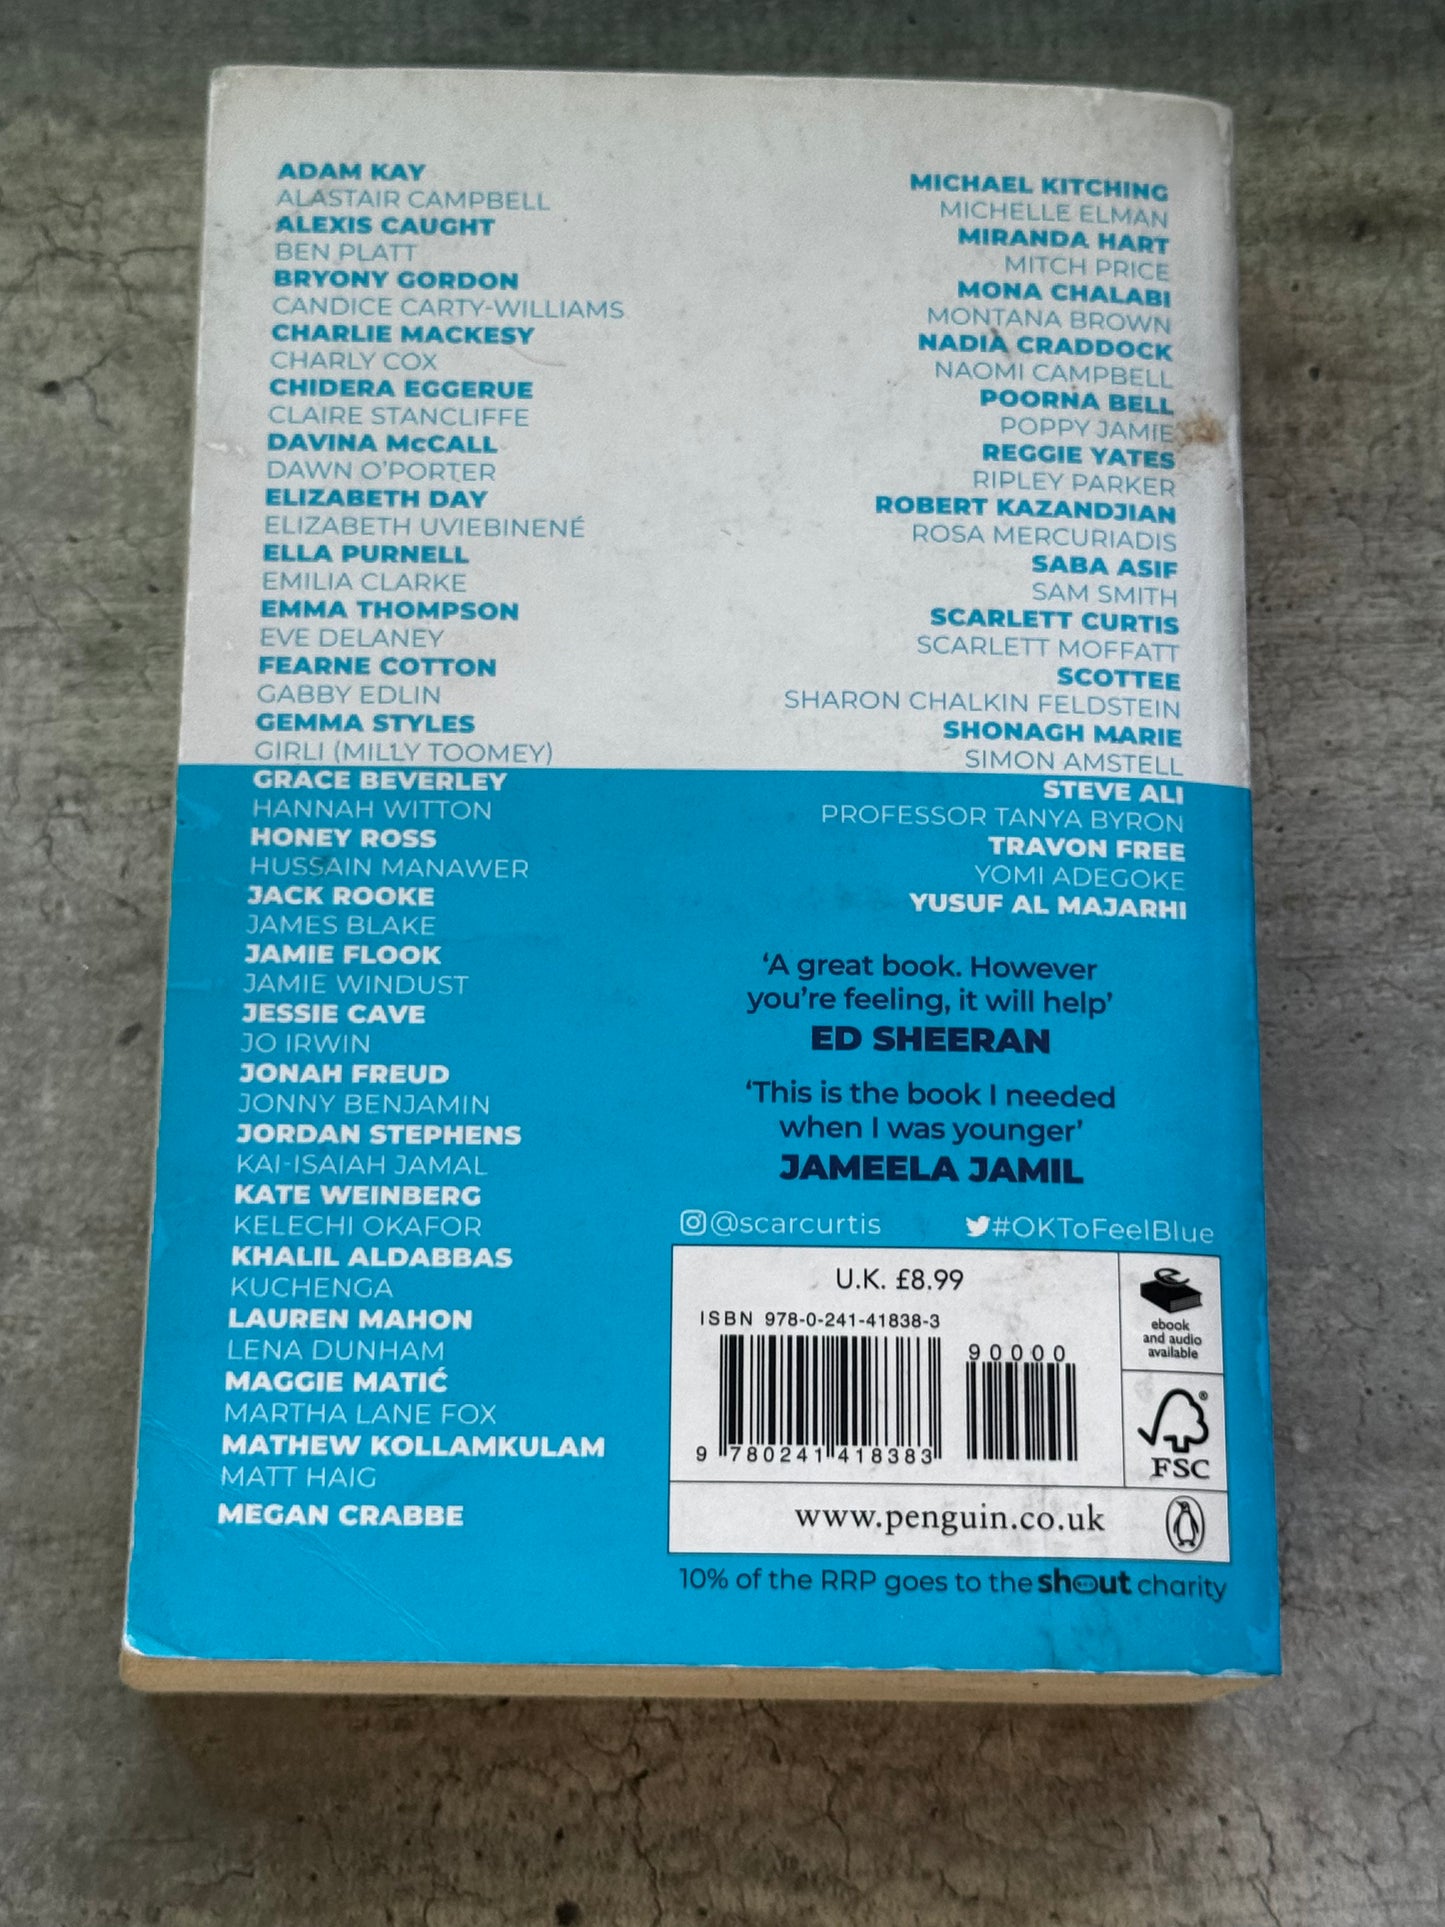 ADAM KAY
ALASTAIR CAMPBELL
ALEXIS CAUGHT
BEN PLATT
BRYONY GORDON
CANDICE CARTY-WILLIAMS
CHARLIE MACKESY
CHARLY COX
CHIDERA EGGERUE
CLAIRE STANCLIFFE
DAVINA McCALL
DAWN O'PORTER
ELIZABETH DAY
ELIZABETH UVIEBINENÉ
ELLA PURNELL
EMILIA CLARKE
EMMA THOMPSON
EVE DELANEY
FEARNE COTTON
GABBY EDLIN
GEMMA STYLES
GIRLI (MILLY TOOMEY)
GRACE BEVERLEY
HANNAH WITTON
HONEY ROSS
HUSSAIN MANAWER
JACK ROOKE
JAMES BLAKE
JAMIE FLOOK
JAMIE WINDUST
JESSIE CAVE
JO IRWIN
JONAH FREUD
JONNY BENJAMIN
JORDAN STEPHENS
KAI-ISAIAH JAMAL
KATE WEINBERG
KELECHI OKAFOR
KHALIL ALDABBAS
KUCHENGA
LAUREN MAHON
LENA DUNHAM
MAGGIE MATIĆ
MARTHA LANE FOX
MATHEW KOLLAMKULAM
MATT HAIG
MEGAN CRABBE
MICHAEL KITCHING
MICHELLE ELMAN
MIRANDA HART
MITCH PRICE
MONA CHALABI
MONTANA BROWN
NADIA CRADDOCK
NAOMI CAMPBELL
POORNA BELL
POPPY JAMIE
REGGIE YATES
RIPLEY PARKER
ROBERT KAZANDJIAN
ROSA MERCURIADIS
SABA ASIF
SAM SMITH
SCARLETT CURTIS
SCARLETT MOFFATT
SCOTTEE
SHARON CHALKIN FELDSTEIN
SHONAGH MARIE
SIMON AMSTELL
STEVE ALI
PROFESSOR TANYA BYRON
TRAVON FREE
YOMI ADEGOKE
YUSUF AL MAJARHI
'A great book. However
you're feeling, it will help'
ED SHEERAN
'This is the book I needed
when I was younger'
JAMEELA JAMIL
@scarcurtis #OKToFeelBlue
U.K. £8.99
ISBN 978-0-241-41838-3
90000
9 780241 418383
ebook
and audio
available
FSC
®
www.penguin.co.uk
10% of the RRP goes to the shout charity